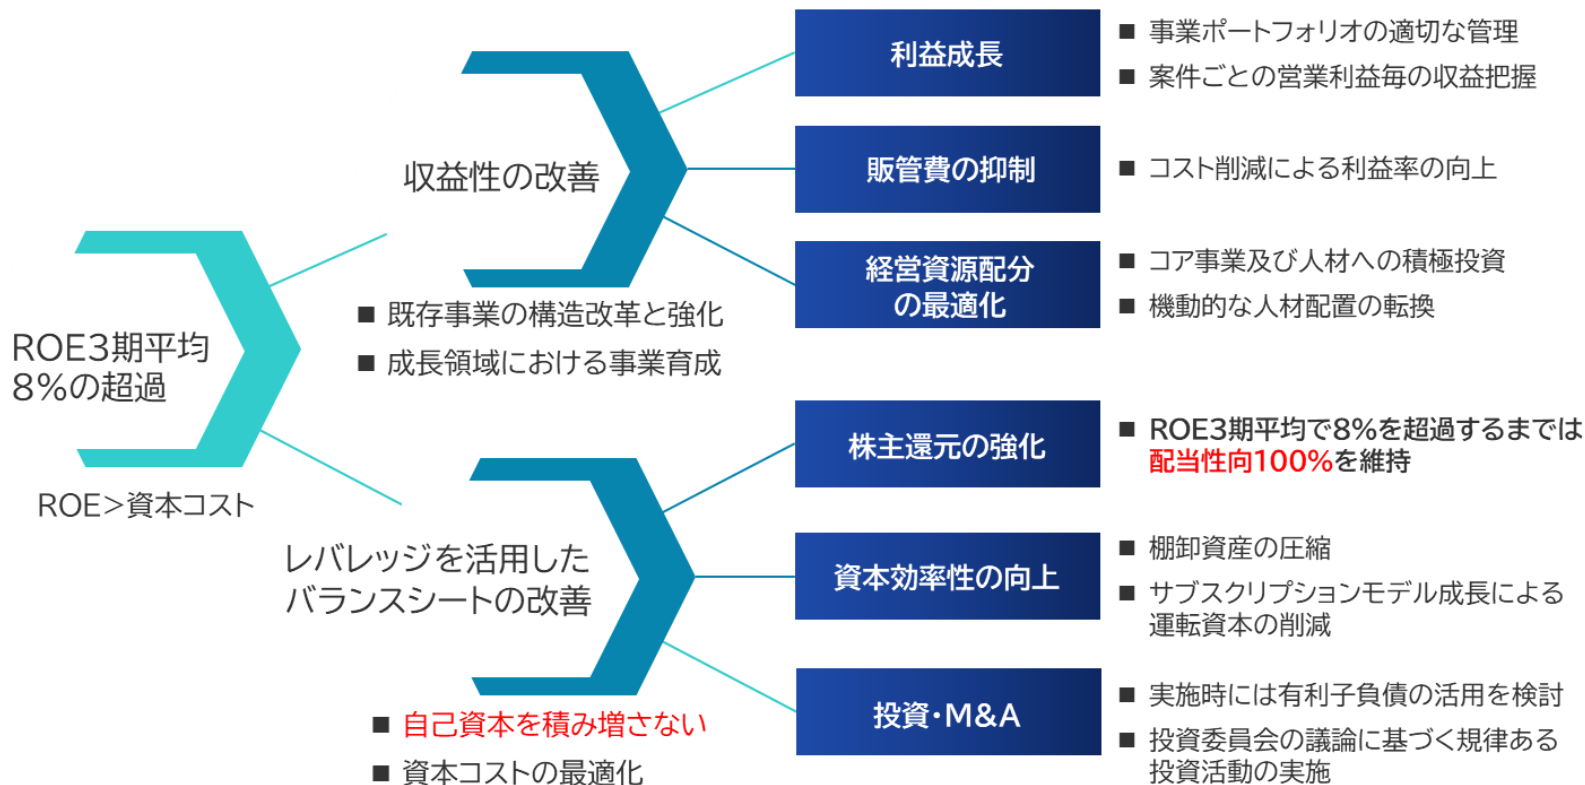 ROE3期平均
8%の超過
ROE>資本コスト
収益性の改善
■ 既存事業の構造改革と強化
■ 成長領域における事業育成
利益成長
■ 事業ポートフォリオの適切な管理
■ 案件ごとの営業利益毎の収益把握
販管費の抑制
■ コスト削減による利益率の向上
経営資源配分
の最適化
■ コア事業及び人材への積極投資
■ 機動的な人材配置の転換
レバレッジを活用した
バランスシートの改善
■ 自己資本を積み増さない
■ 資本コストの最適化
株主還元の強化
■ ROE3期平均で8%を超過するまでは
配当性向100%を維持
資本効率性の向上
■ 棚卸資産の圧縮
■ サブスクリプションモデル成長による
運転資本の削減
投資・M&A
■ 実施時には有利子負債の活用を検討
■ 投資委員会の議論に基づく規律ある
投資活動の実施